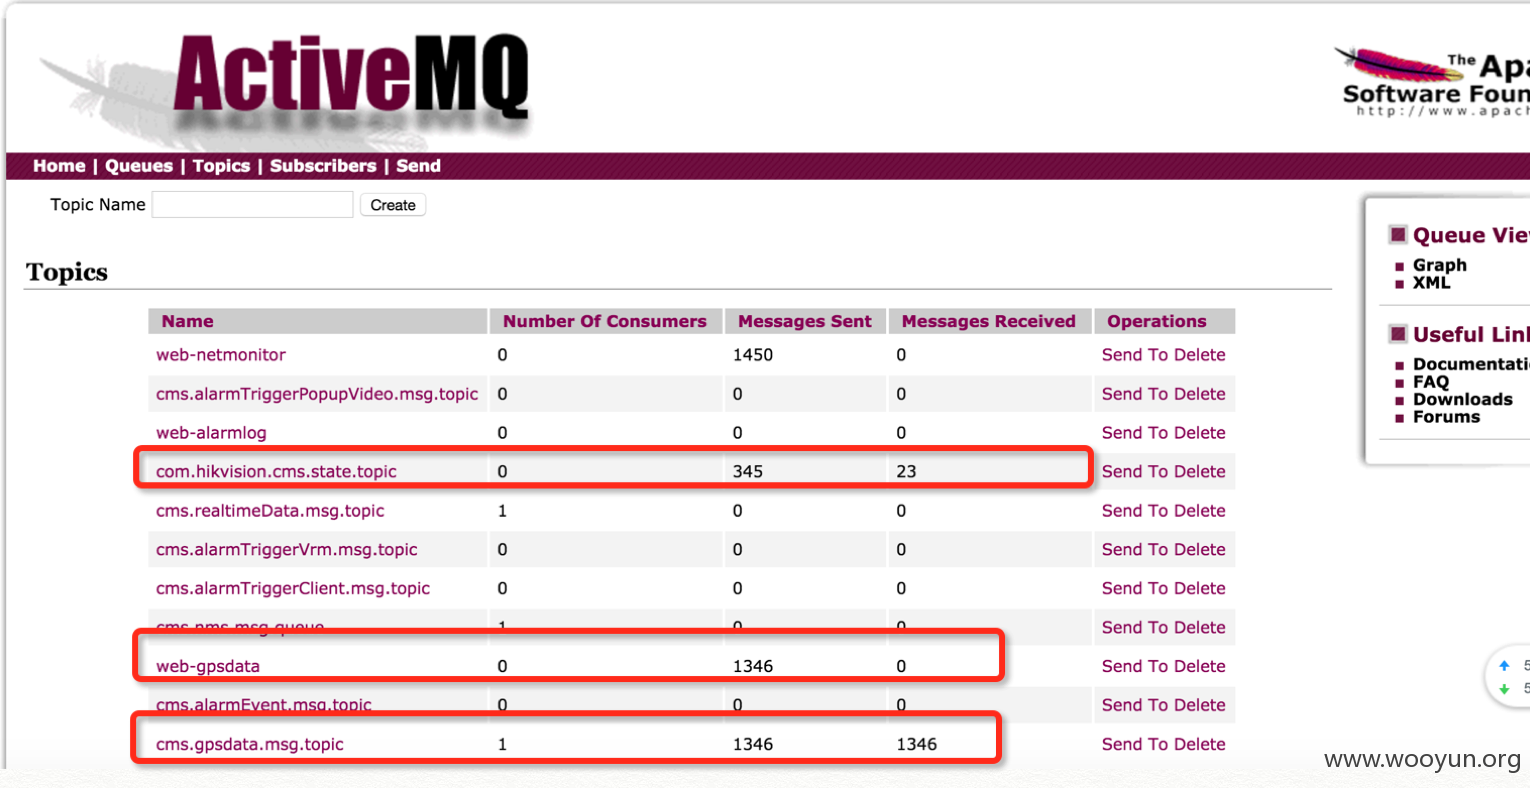 ActiveMQ
The Apa
Software Foun
http://www.apach
Home | Queues | Topics | Subscribers | Send
Topic Name Create
Topics
Name Number Of Consumers Messages Sent Messages Received Operations
web-netmonitor 0 1450 0 Send To Delete
cms.alarmTriggerPopupVideo.msg.topic 0 0 0 Send To Delete
web-alarmlog 0 0 0 Send To Delete
com.hikvision.cms.state.topic 0 345 23 Send To Delete
cms.realtimeData.msg.topic 1 0 0 Send To Delete
cms.alarmTriggerVrm.msg.topic 0 0 0 Send To Delete
cms.alarmTriggerClient.msg.topic 0 0 0 Send To Delete
cms.nms.msg.queue 1 0 0 Send To Delete
web-gpsdata 0 1346 0 Send To Delete
cms.alarmEvent.msg.topic 0 0 0 Send To Delete
cms.gpsdata.msg.topic 1 1346 1346 Send To Delete
Queue Vie
Graph
XML
Useful Lin
Documentati
FAQ
Downloads
Forums
5
5
www.wooyun.org